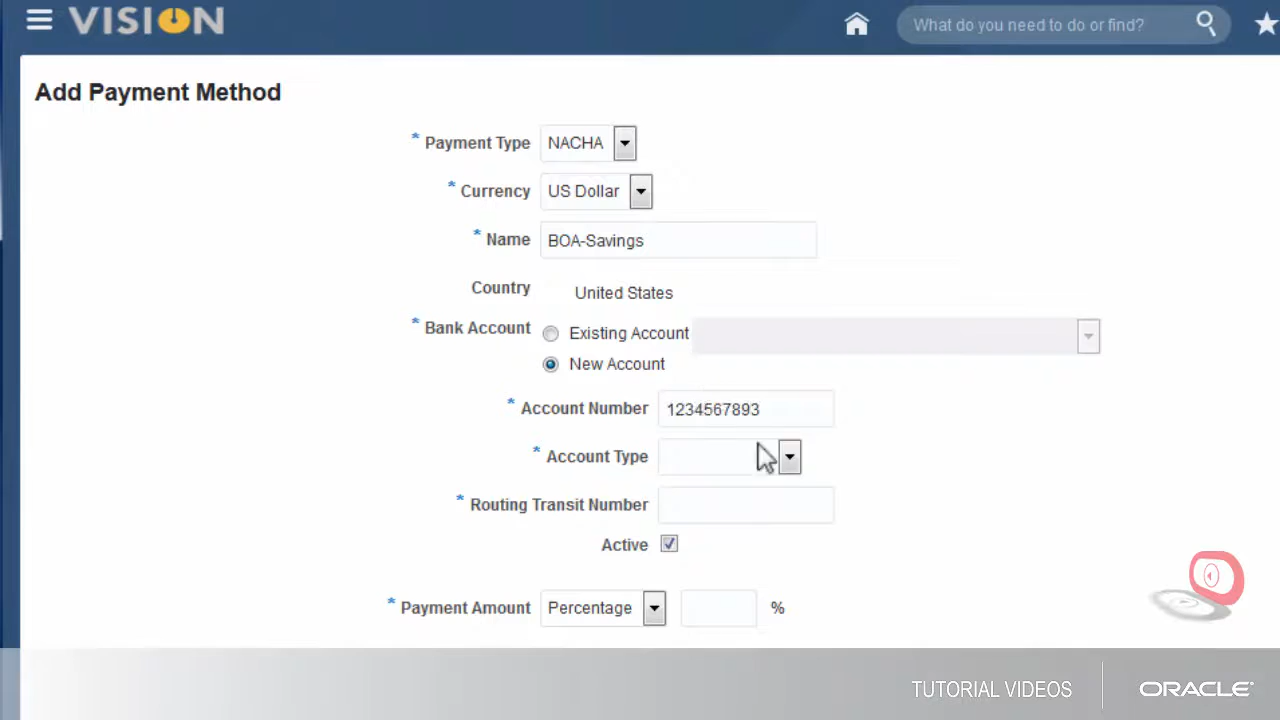 VISION
What do you need to do or find?
Add Payment Method
* Payment Type NACHA
* Currency US Dollar
* Name BOA-Savings
Country United States
* Bank Account Existing Account
New Account
* Account Number 1234567893
* Account Type
* Routing Transit Number
Active
* Payment Amount Percentage %
TUTORIAL VIDEOS ORACLE